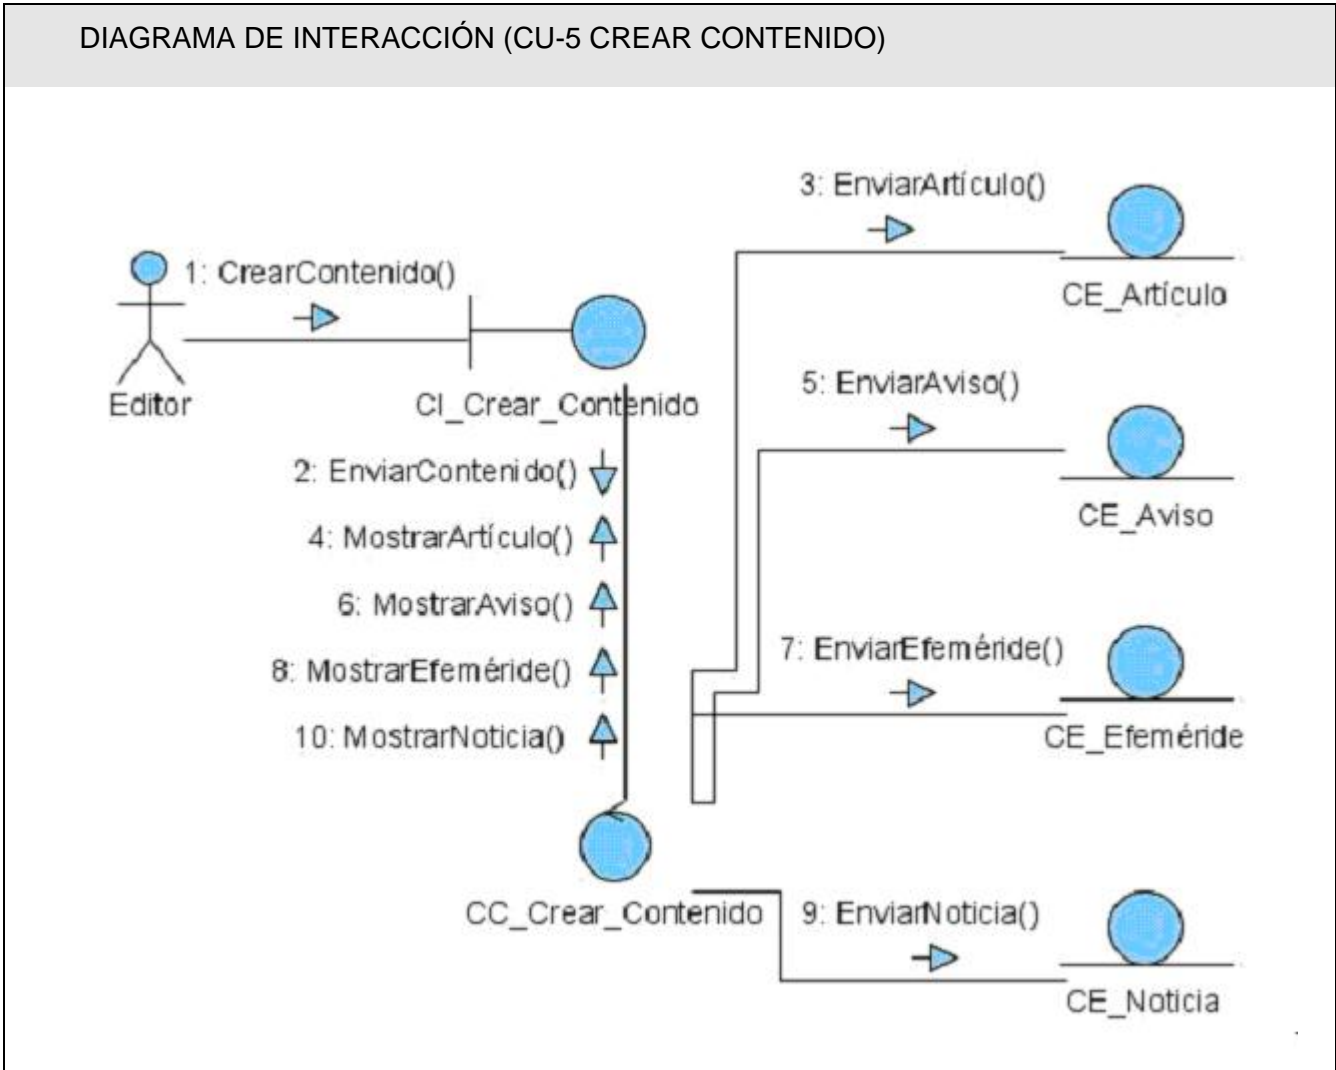 DIAGRAMA DE INTERACCIÓN (CU-5 CREAR CONTENIDO)
3: EnviarArtículo()
CE_Artículo
1: CrearContenido()
Editor
CI_Crear_Contenido
5: EnviarAviso()
CE_Aviso
2: EnviarContenido()
4: MostrarArtículo()
6: MostrarAviso()
8: MostrarEfeméride()
10: MostrarNoticia()
7: EnviarEfeméride()
CE_Efeméride
CC_Crear_Contenido
9: EnviarNoticia()
CE_Noticia